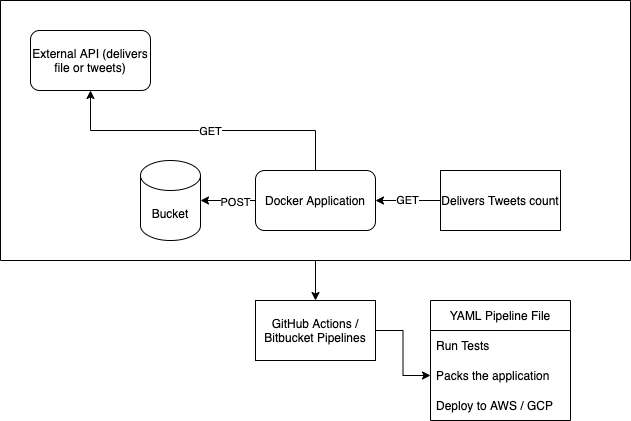 External API (delivers
file or tweets)
GET
Bucket
POST
Docker Application
GET
Delivers Tweets count
GitHub Actions /
Bitbucket Pipelines
YAML Pipeline File
Run Tests
Packs the application
Deploy to AWS / GCP